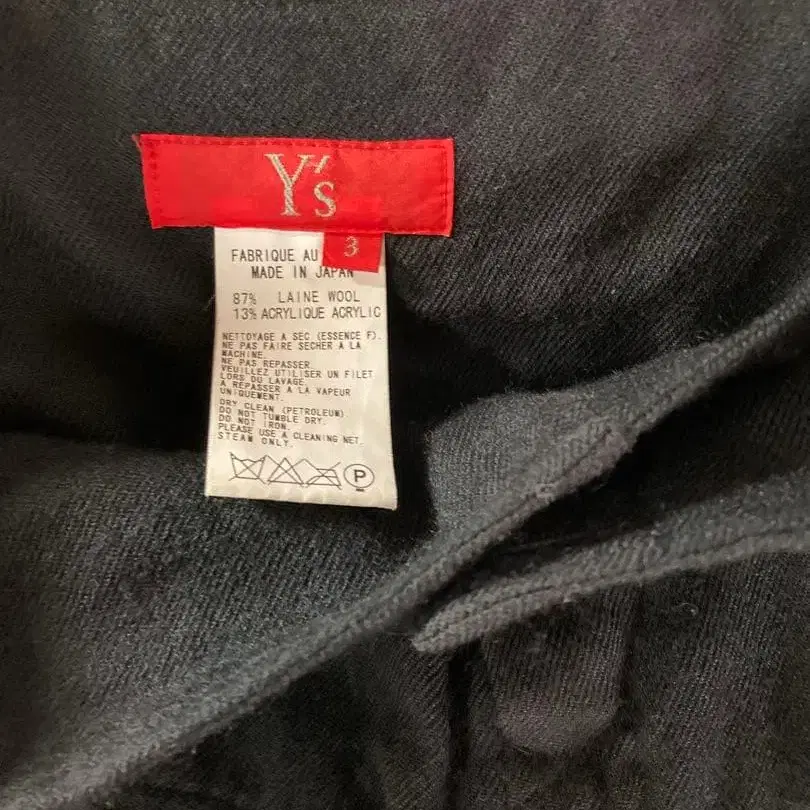 Y's
3
FABRIQUE AU
MADE IN JAPAN
87% LAINE WOOL
13% ACRYLIQUE ACRYLIC
NETTOYAGE A SEC (ESSENCE F).
NE PAS FAIRE SECHER A LA
MACHINE.
NE PAS REPASSER
VEUILLEZ UTILISER UN FILET
LORS DU LAVAGE.
A REPASSER A LA VAPEUR
UNIQUEMENT.
DRY CLEAN (PETROLEUM)
DO NOT TUMBLE DRY.
DO NOT IRON.
PLEASE USE A CLEANING NET.
STEAM ONLY.
P